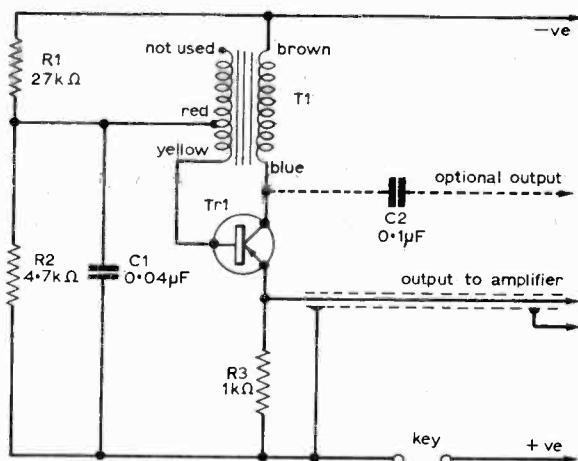 not used
brown
−ve
R1
27kΩ
T1
red
yellow
blue
optional output
Tr1
C2
0·1µF
R2
4·7kΩ
C1
0·04µF
output to amplifier
R3
1kΩ
key
+ve